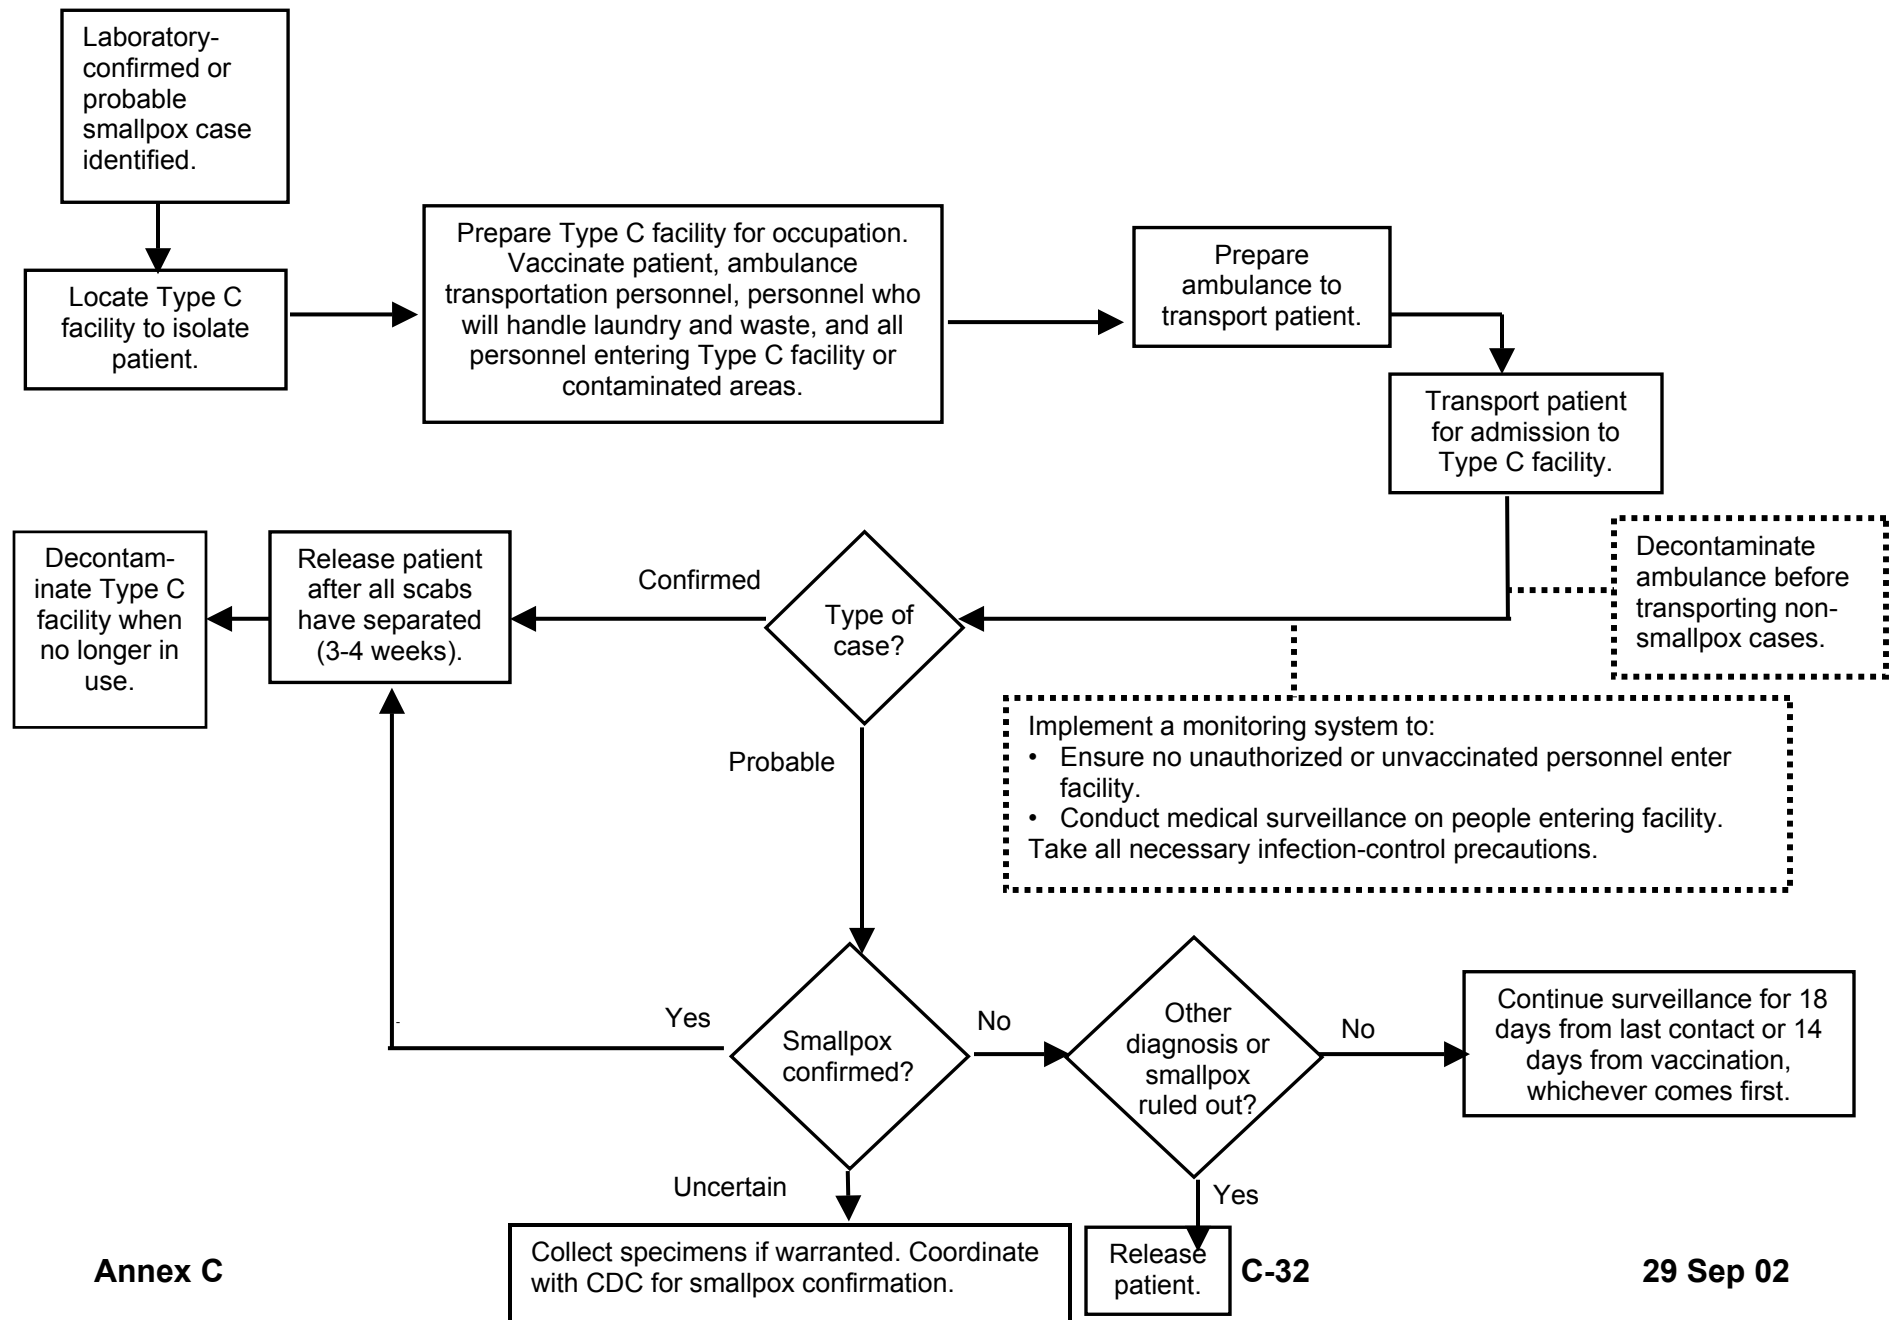 Laboratory-
confirmed or
probable
smallpox case
identified.
Locate Type C
facility to isolate
patient.
Prepare Type C facility for occupation.
Vaccinate patient, ambulance
transportation personnel, personnel who
will handle laundry and waste, and all
personnel entering Type C facility or
contaminated areas.
Prepare
ambulance to
transport patient.
Transport patient
for admission to
Type C facility.
Decontaminate
ambulance before
transporting non-
smallpox cases.
Implement a monitoring system to:
• Ensure no unauthorized or unvaccinated personnel enter
facility.
• Conduct medical surveillance on people entering facility.
Take all necessary infection-control precautions.
Type of
case?
Confirmed
Release patient
after all scabs
have separated
(3-4 weeks).
Decontam-
inate Type C
facility when
no longer in
use.
Probable
Smallpox
confirmed?
Yes
No
Other
diagnosis or
smallpox
ruled out?
No
Continue surveillance for 18
days from last contact or 14
days from vaccination,
whichever comes first.
Uncertain
Collect specimens if warranted. Coordinate
with CDC for smallpox confirmation.
Yes
Release
patient.
Annex C
C-32
29 Sep 02